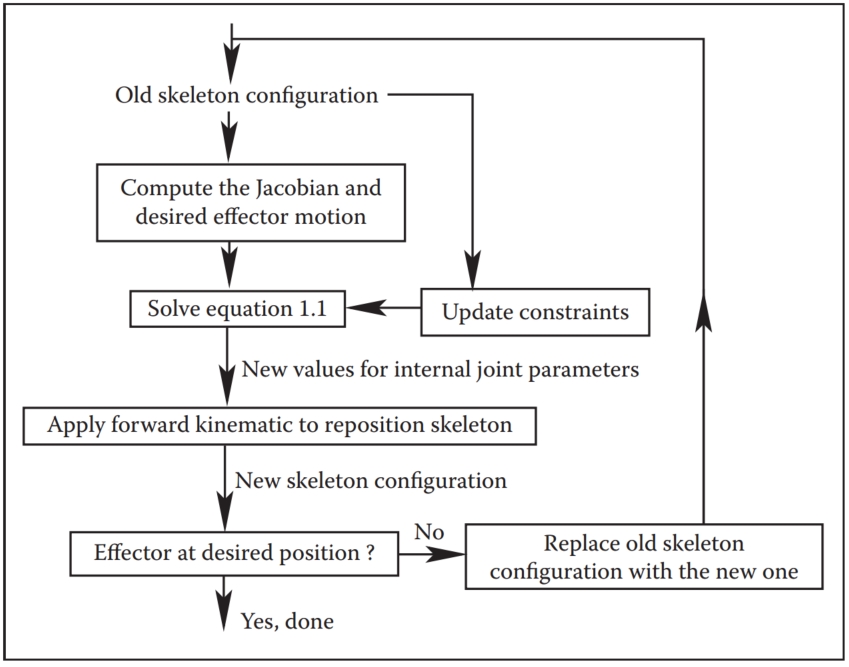 Old skeleton configuration
Compute the Jacobian and
desired effector motion
Solve equation 1.1
Update constraints
New values for internal joint parameters
Apply forward kinematic to reposition skeleton
New skeleton configuration
Effector at desired position ?
No
Replace old skeleton
configuration with the new one
Yes, done